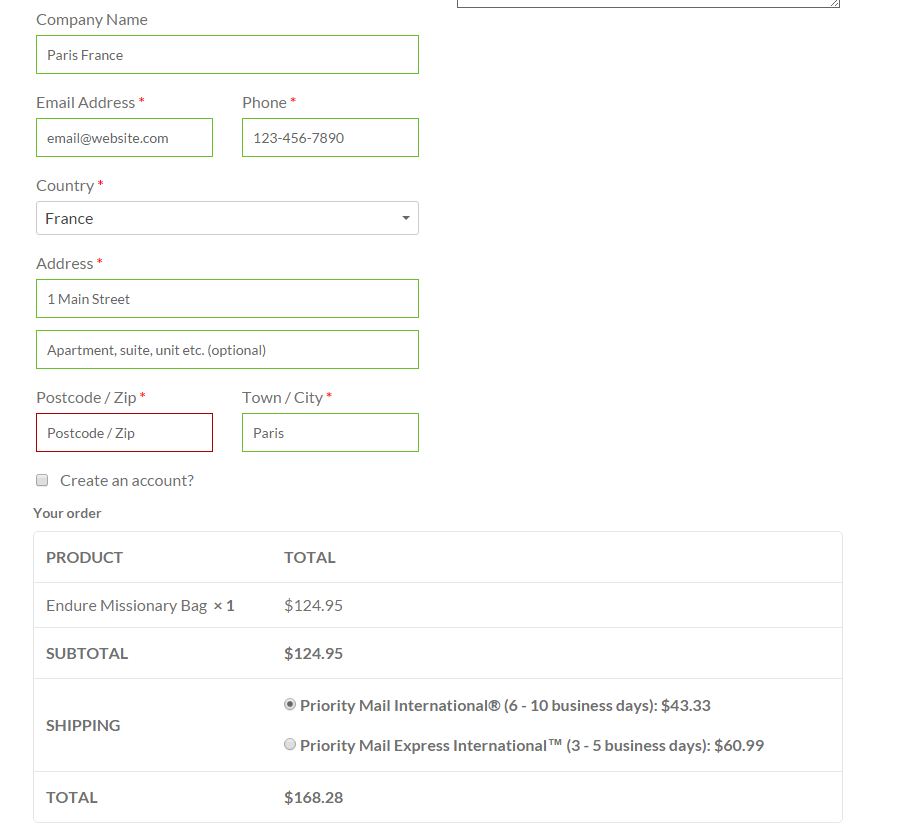 Company Name
Paris France
Email Address * Phone *
email@website.com 123-456-7890
Country *
France
Address *
1 Main Street
Apartment, suite, unit etc. (optional)
Postcode / Zip * Town / City *
Postcode / Zip Paris
Create an account?
Your order
PRODUCT TOTAL
Endure Missionary Bag × 1 $124.95
SUBTOTAL $124.95
SHIPPING
Priority Mail International® (6 - 10 business days): $43.33
Priority Mail Express International™ (3 - 5 business days): $60.99
TOTAL $168.28